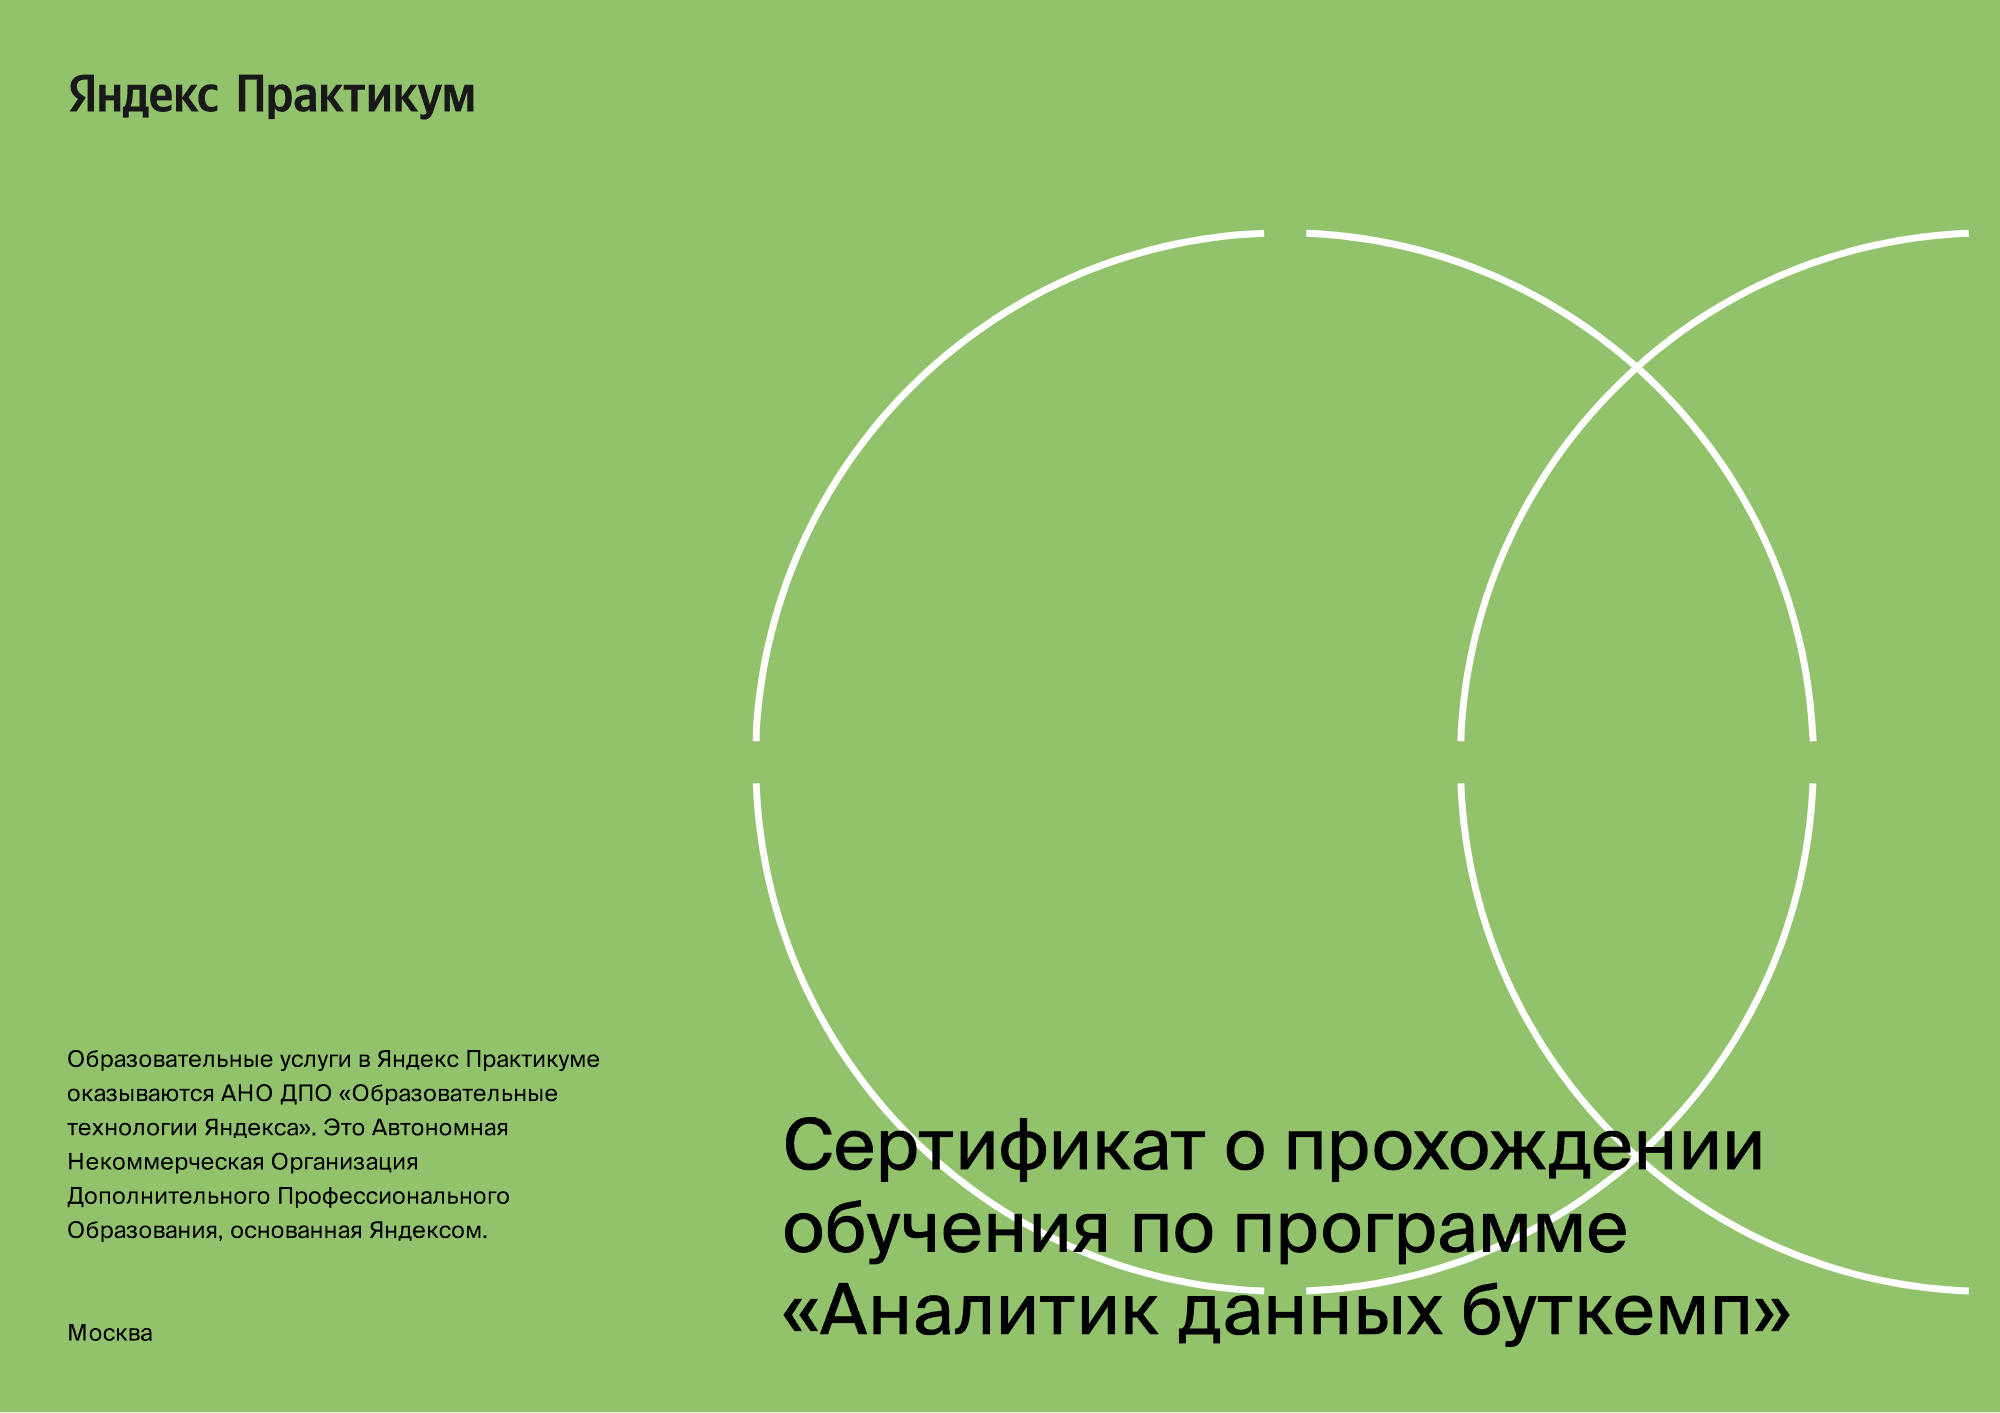 Яндекс Практикум
Образовательные услуги в Яндекс Практикуме
оказываются АНО ДПО «Образовательные
технологии Яндекса». Это Автономная
Некоммерческая Организация
Дополнительного Профессионального
Образования, основанная Яндексом.
Москва
Сертификат о прохождении
обучения по программе
«Аналитик данных буткемп»